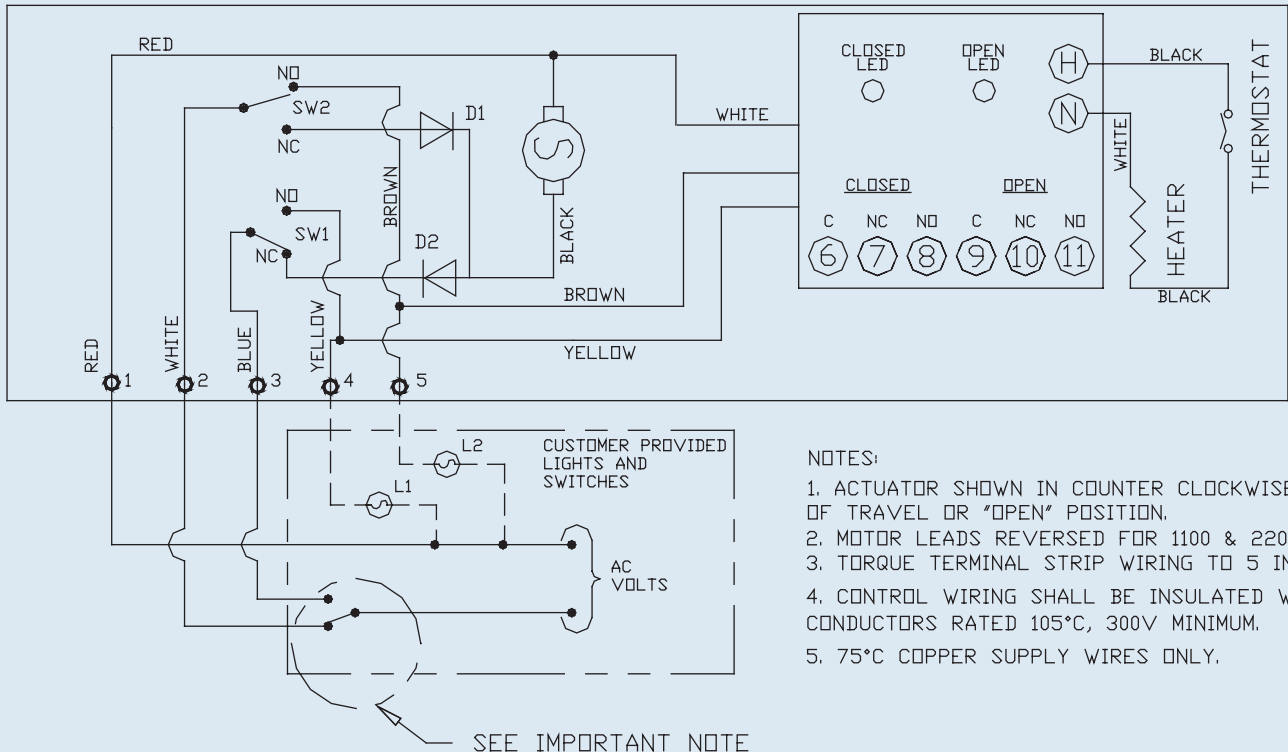 RED
NO
SW2
NC
D1
NO
SW1
NC
D2
BROWN
BLACK
BROWN
YELLOW
WHITE
CLOSED
LED
OPEN
LED
H
N
BLACK
WHITE
THERMOSTAT
HEATER
BLACK
CLOSED
OPEN
C NC NO C NC NO
6 7 8 9 10 11
RED
WHITE
BLUE
YELLOW
1 2 3 4 5
L2
L1
CUSTOMER PROVIDED
LIGHTS AND
SWITCHES
AC
VOLTS
SEE IMPORTANT NOTE
NOTES:
1. ACTUATOR SHOWN IN COUNTER CLOCKWISE
OF TRAVEL OR "OPEN" POSITION.
2. MOTOR LEADS REVERSED FOR 1100 & 220
3. TORQUE TERMINAL STRIP WIRING TO 5 IN
4. CONTROL WIRING SHALL BE INSULATED W
CONDUCTORS RATED 105°C, 300V MINIMUM.
5. 75°C COPPER SUPPLY WIRES ONLY.